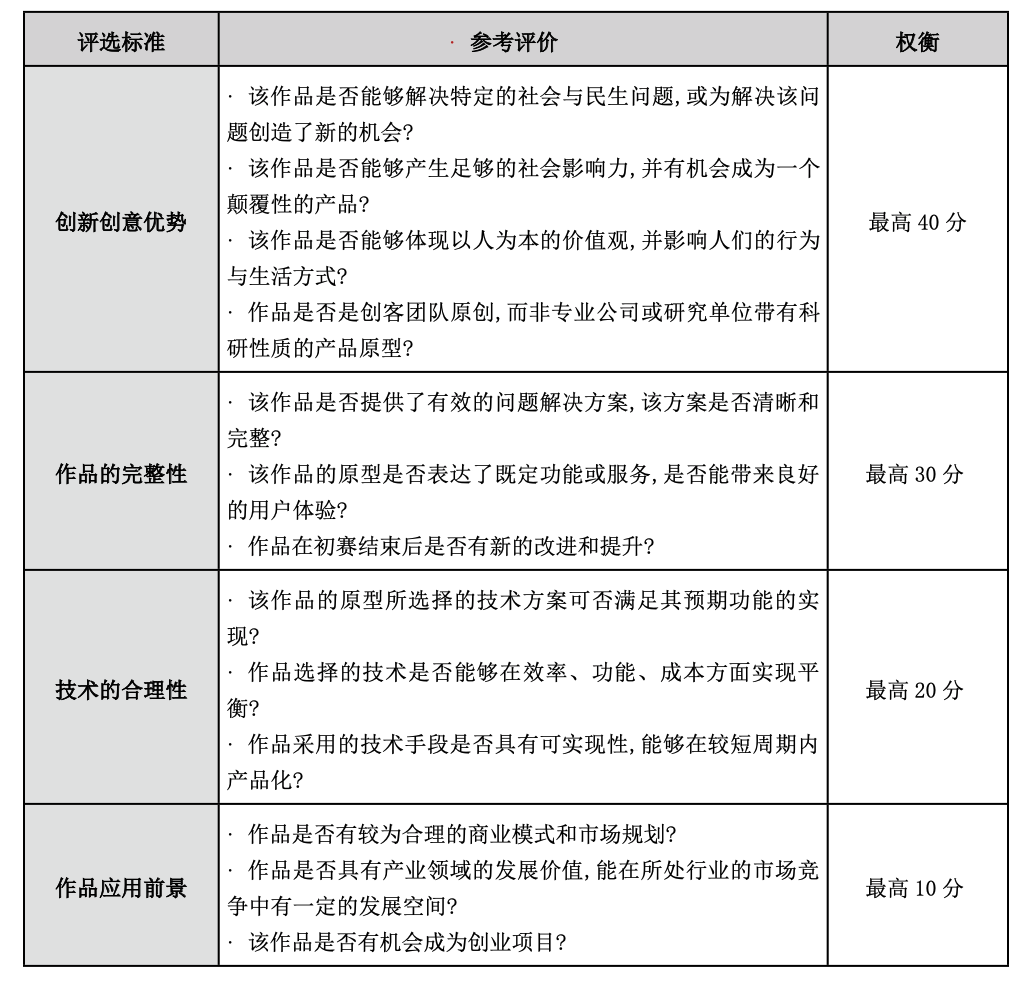 评选标准
· 参考评价
权衡
创新创意优势
· 该作品是否能够解决特定的社会与民生问题,或为解决该问
题创造了新的机会?
· 该作品是否能够产生足够的社会影响力,并有机会成为一个
颠覆性的产品?
· 该作品是否能够体现以人为本的价值观,并影响人们的行为
与生活方式?
· 作品是否是创客团队原创,而非专业公司或研究单位带有科
研性质的产品原型?
最高 40 分
作品的完整性
· 该作品是否提供了有效的问题解决方案,该方案是否清晰和
完整?
· 该作品的原型是否表达了既定功能或服务,是否能带来良好
的用户体验?
· 作品在初赛结束后是否有新的改进和提升?
最高 30 分
技术的合理性
· 该作品的原型所选择的技术方案可否满足其预期功能的实
现?
· 作品选择的技术是否能够在效率、功能、成本方面实现平
衡?
· 作品采用的技术手段是否具有可实现性,能够在较短周期内
产品化?
最高 20 分
作品应用前景
· 作品是否有较为合理的商业模式和市场规划?
· 作品是否具有产业领域的发展价值,能在所处行业的市场竞
争中有一定的发展空间?
· 该作品是否有机会成为创业项目?
最高 10 分